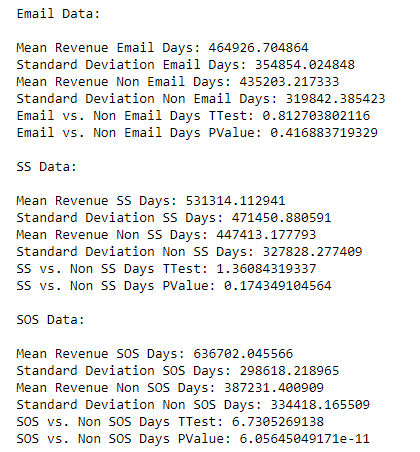 Email Data:
Mean Revenue Email Days: 464926.704864
Standard Deviation Email Days: 354854.024848
Mean Revenue Non Email Days: 435203.217333
Standard Deviation Non Email Days: 319842.385423
Email vs. Non Email Days TTest: 0.812703802116
Email vs. Non Email Days PValue: 0.416883719329
SS Data:
Mean Revenue SS Days: 531314.112941
Standard Deviation SS Days: 471450.880591
Mean Revenue Non SS Days: 447413.177793
Standard Deviation Non SS Days: 327828.277409
SS vs. Non SS Days TTest: 1.36084319337
SS vs. Non SS Days PValue: 0.174349104564
SOS Data:
Mean Revenue SOS Days: 636702.045566
Standard Deviation SOS Days: 298618.218965
Mean Revenue Non SOS Days: 387231.400909
Standard Deviation Non SOS Days: 334418.165509
SOS vs. Non SOS Days TTest: 6.7305269138
SOS vs. Non SOS Days PValue: 6.05645049171e-11